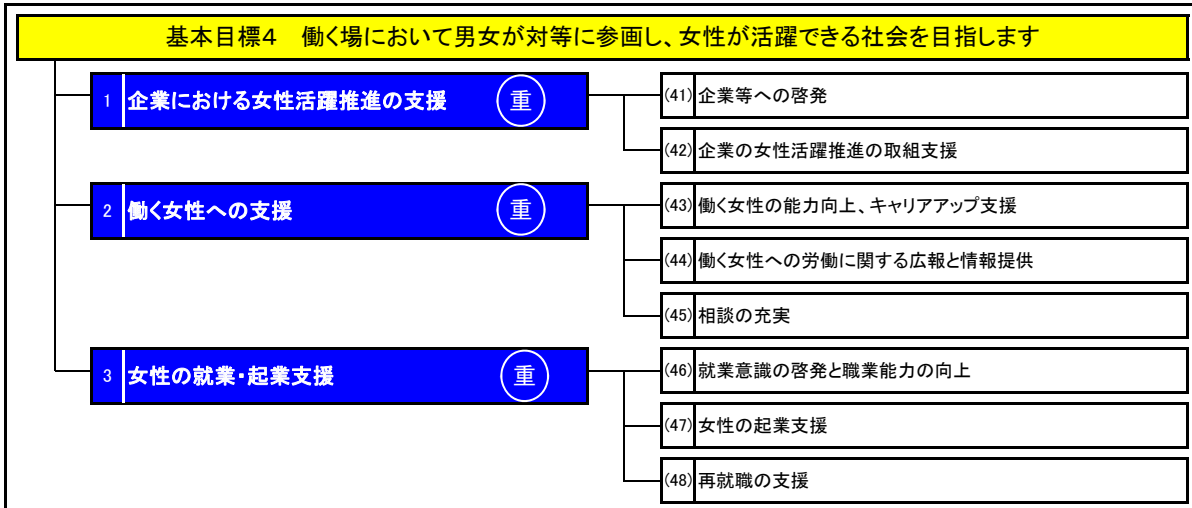 基本目標4　働く場において男女が対等に参画し、女性が活躍できる社会を目指します
1 企業における女性活躍推進の支援 重
(41) 企業等への啓発
(42) 企業の女性活躍推進の取組支援
2 働く女性への支援 重
(43) 働く女性の能力向上、キャリアアップ支援
(44) 働く女性への労働に関する広報と情報提供
(45) 相談の充実
3 女性の就業・起業支援 重
(46) 就業意識の啓発と職業能力の向上
(47) 女性の起業支援
(48) 再就職の支援